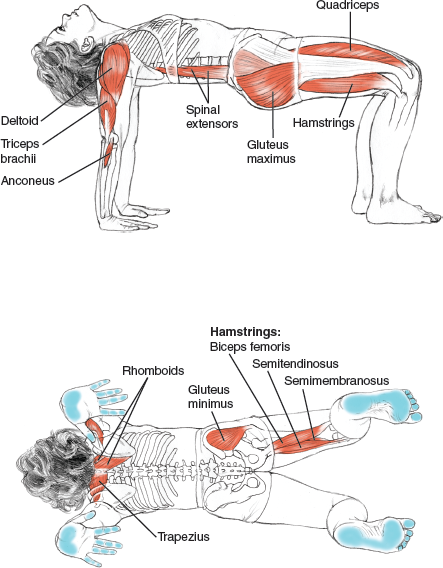 Quadriceps
Deltoid
Triceps
brachii
Anconeus
Spinal
extensors
Gluteus
maximus
Hamstrings
Hamstrings:
Biceps femoris
Semitendinosus
Semimembranosus
Rhomboids
Gluteus
minimus
Trapezius